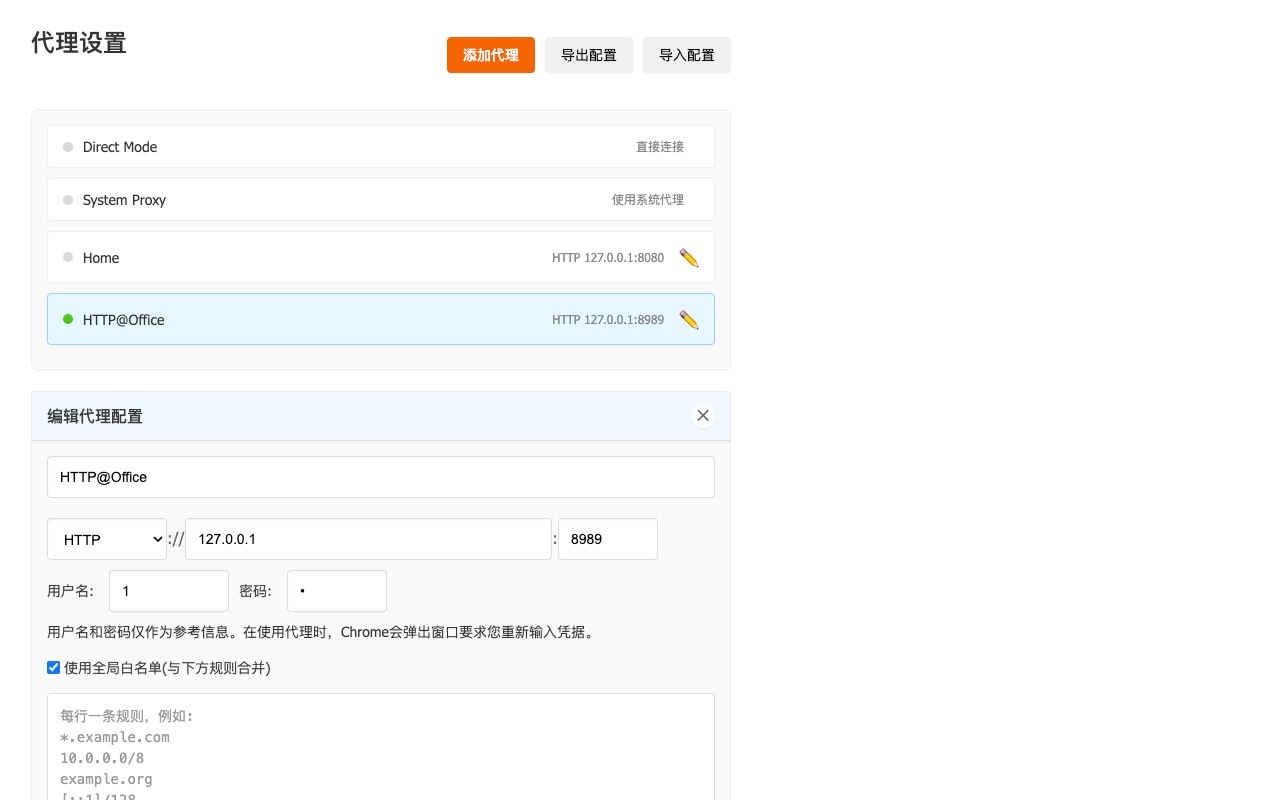 代理设置
添加代理 导出配置 导入配置
Direct Mode 直接连接
System Proxy 使用系统代理
Home HTTP 127.0.0.1:8080
HTTP@Office HTTP 127.0.0.1:8989
编辑代理配置
HTTP@Office
HTTP :// 127.0.0.1 : 8989
用户名: 1 密码: •
用户名和密码仅作为参考信息。在使用代理时，Chrome会弹出窗口要求您重新输入凭据。
使用全局白名单(与下方规则合并)
每行一条规则，例如:
*.example.com
10.0.0.0/8
example.org
[::1]/128